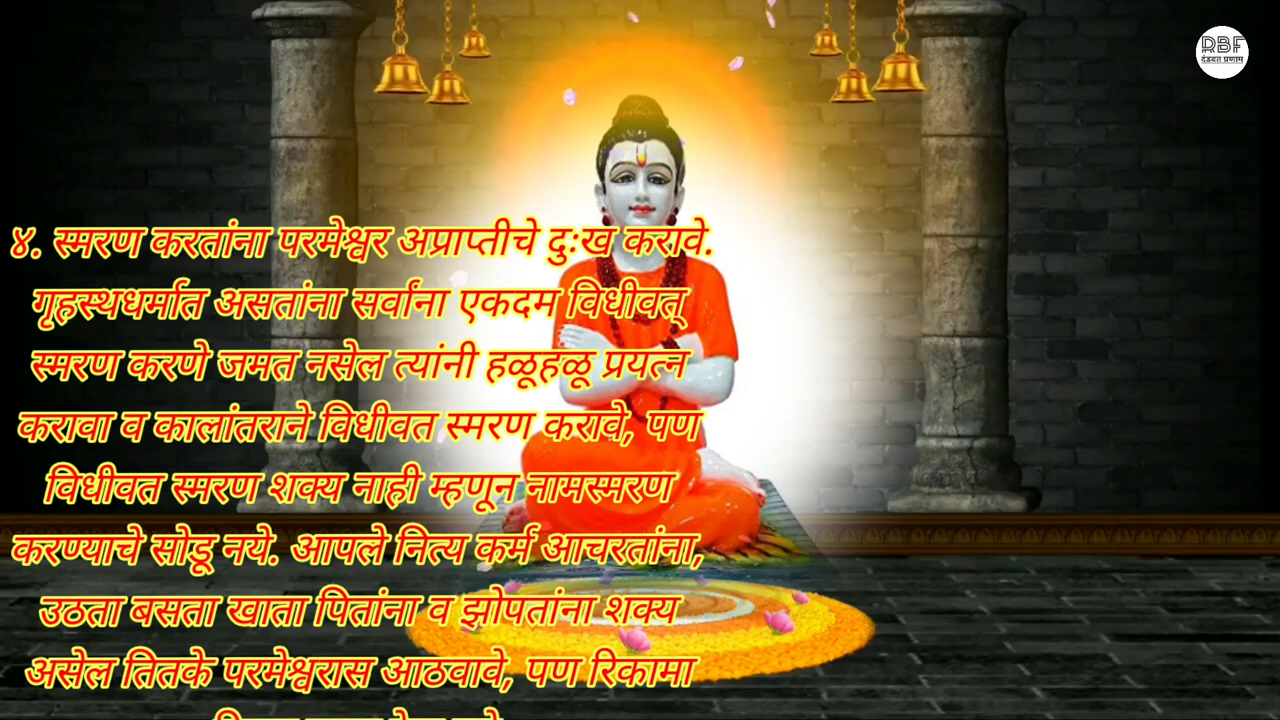 RBF
दंडवत प्रणाम
४. स्मरण करतांना परमेश्वर अप्राप्तीचे दुःख करावे.
गृहस्थधर्मात असतांना सर्वांना एकदम विधीवत्
स्मरण करणे जमत नसेल त्यांनी हळूहळू प्रयत्न
करावा व कालांतराने विधीवत स्मरण करावे, पण
विधीवत स्मरण शक्य नाही म्हणून नामस्मरण
करण्याचे सोडू नये. आपले नित्य कर्म आचरतांना,
उठता बसता खाता पितांना व झोपतांना शक्य
असेल तितके परमेश्वरास आठवावे, पण रिकामा